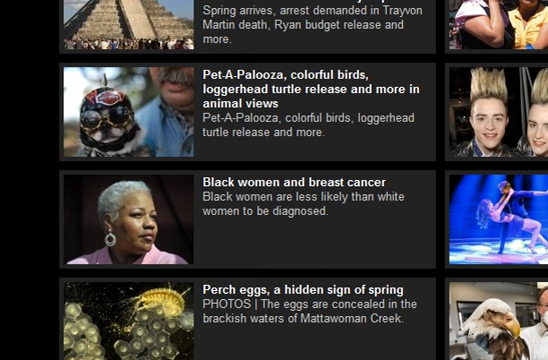 Spring arrives, arrest demanded in Trayvon
Martin death, Ryan budget release and
more.
Pet-A-Palooza, colorful birds,
loggerhead turtle release and more in
animal views
Pet-A-Palooza, colorful birds, loggerhead
turtle release and more.
Black women and breast cancer
Black women are less likely than white
women to be diagnosed.
Perch eggs, a hidden sign of spring
PHOTOS | The eggs are concealed in the
brackish waters of Mattawoman Creek.